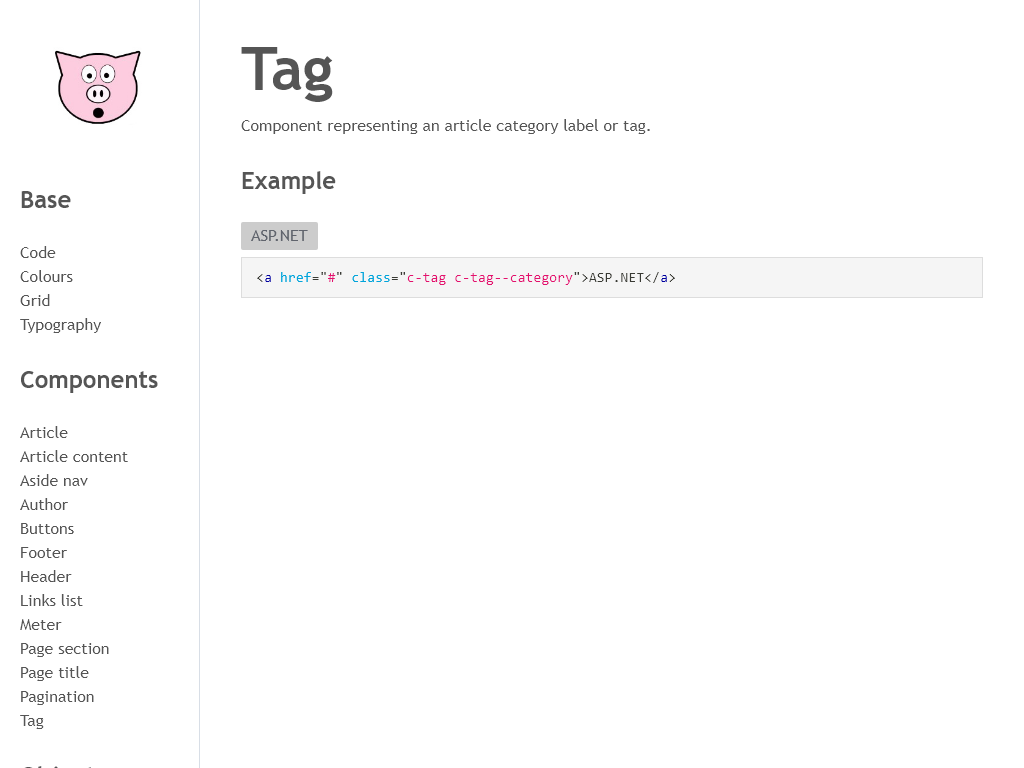 Base
Code
Colours
Grid
Typography
Components
Article
Article content
Aside nav
Author
Buttons
Footer
Header
Links list
Meter
Page section
Page title
Pagination
Tag
Tag
Component representing an article category label or tag.
Example
ASP.NET
<a href="#" class="c-tag c-tag--category">ASP.NET</a>